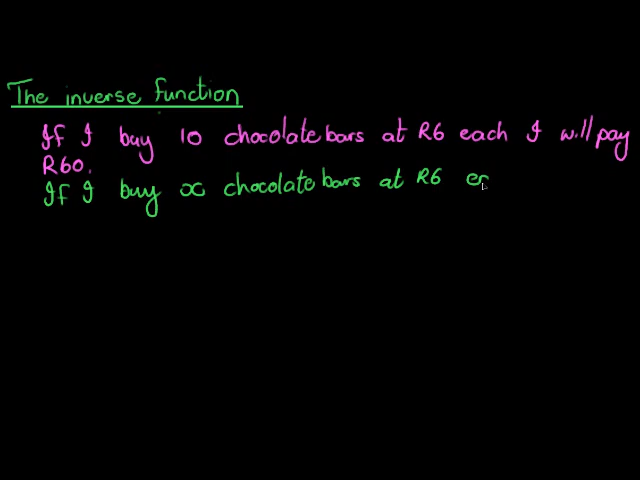 The inverse function
If I buy 10 chocolate bars at R6 each I will pay
R60.
If I buy x chocolate bars at R6